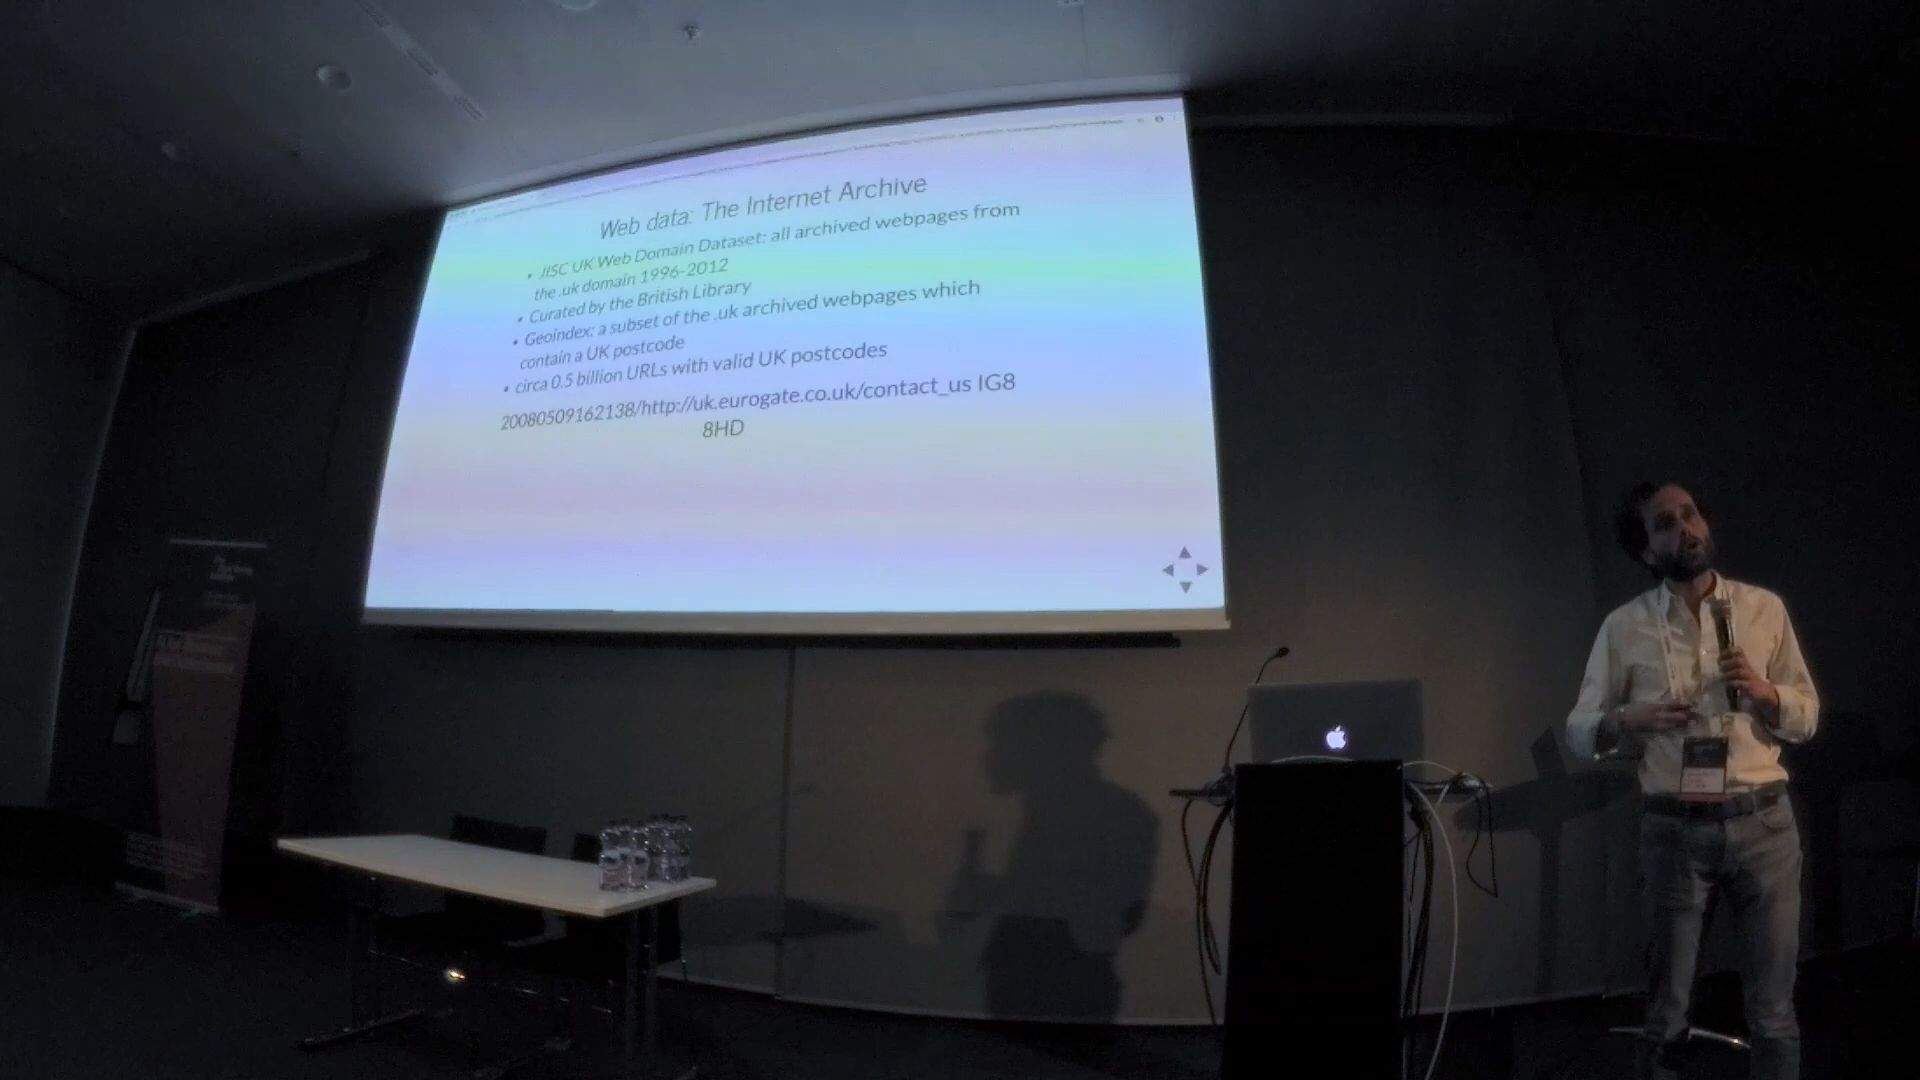 Web data: The Internet Archive
• JISC UK Web Domain Dataset: all archived webpages from
the .uk domain 1996-2012
• Curated by the British Library
• Geoindex: a subset of the .uk archived webpages which
contain a UK postcode
• circa 0.5 billion URLs with valid UK postcodes
20080509162138/http://uk.eurogate.co.uk/contact_us IG8
8HD